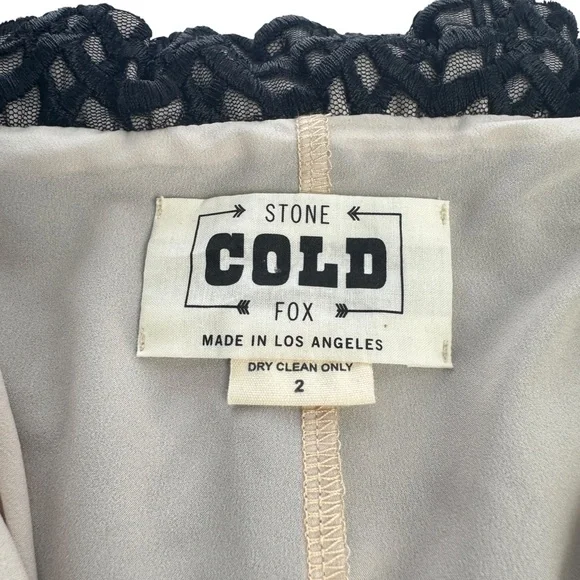 STONE
COLD
FOX
MADE IN LOS ANGELES
DRY CLEAN ONLY
2